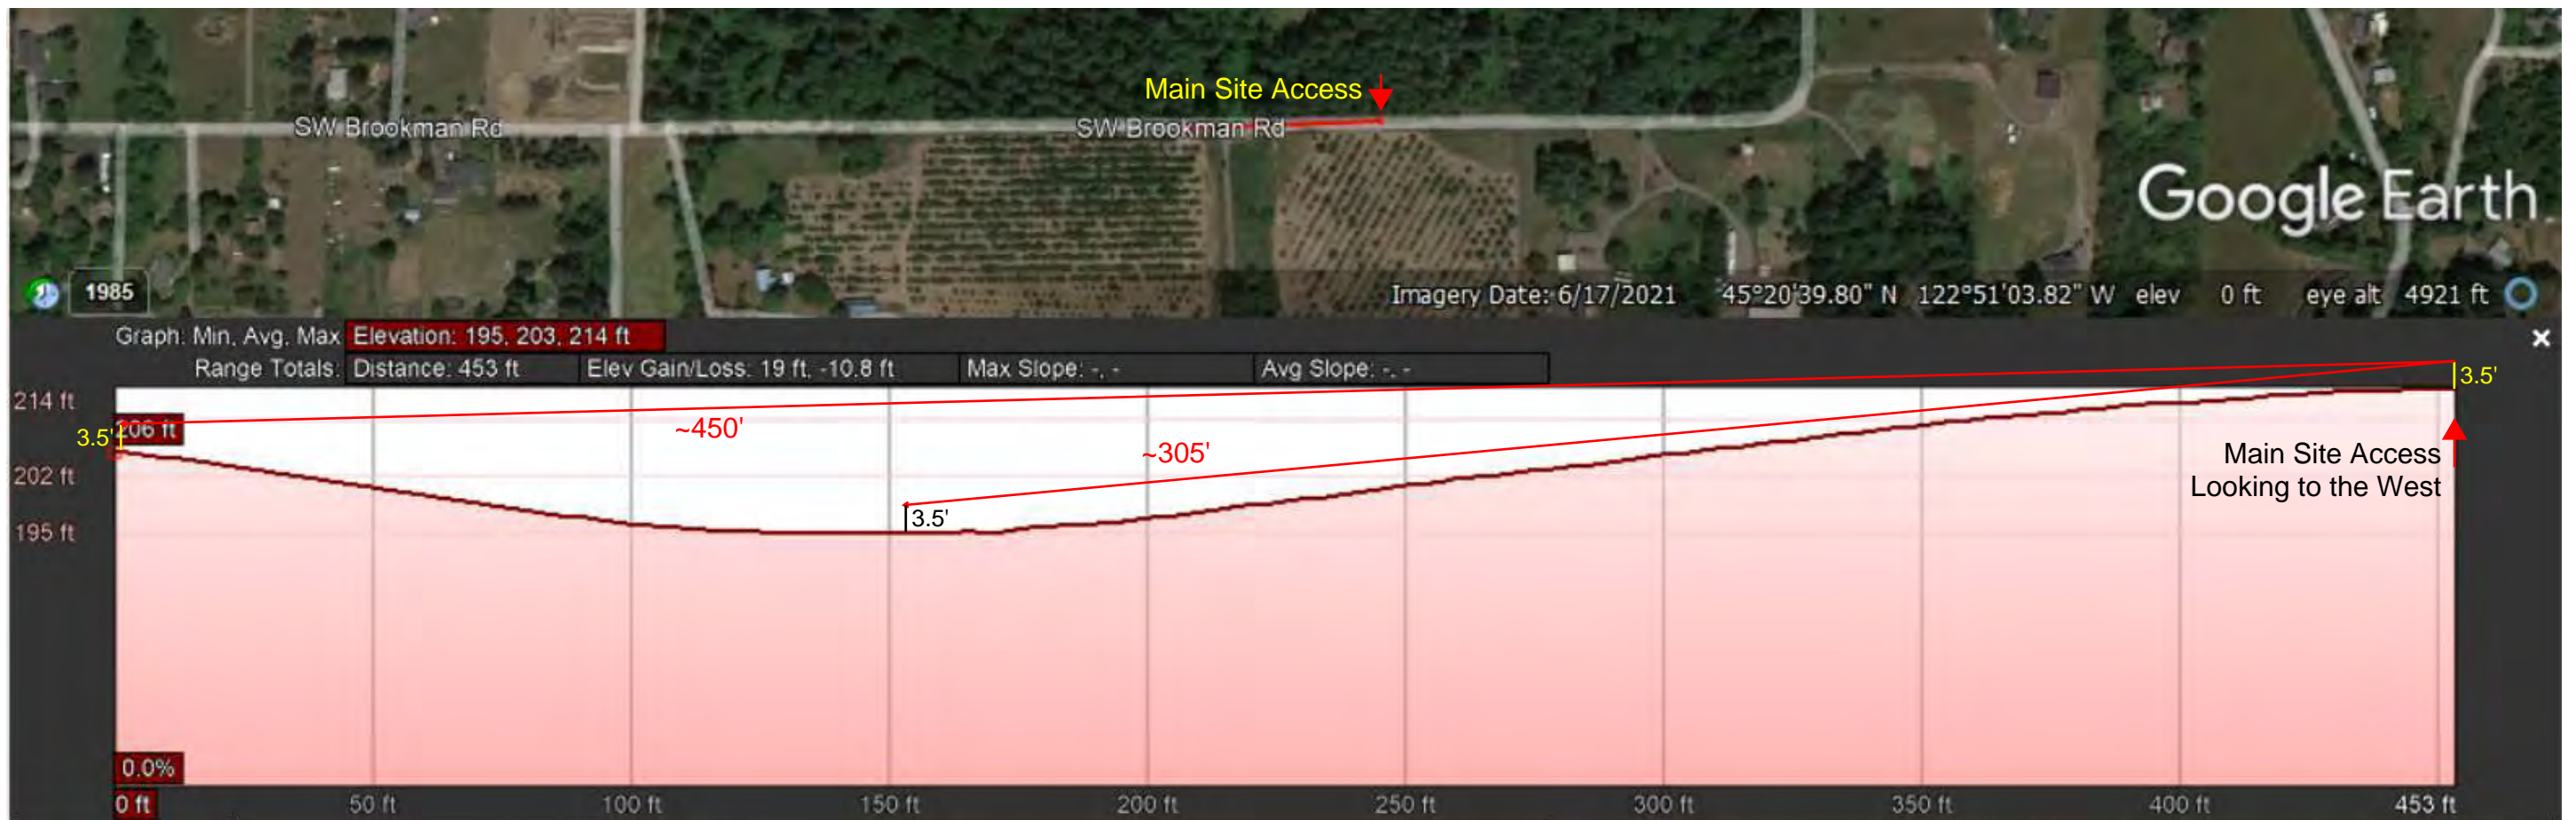 Main Site Access
SW Brookman Rd
SW Brookman Rd
Google Earth
1985
Imagery Date: 6/17/2021 45°20'39.80" N 122°51'03.82" W elev 0 ft eye alt 4921 ft
Graph: Min, Avg, Max Elevation: 195, 203, 214 ft
Range Totals: Distance: 453 ft Elev Gain/Loss: 19 ft, -10.8 ft Max Slope: -, - Avg Slope: -, -
3.5'
214 ft
206 ft
3.5'
~450'
~305'
202 ft
Main Site Access
Looking to the West
3.5'
195 ft
0.0%
0 ft 50 ft 100 ft 150 ft 200 ft 250 ft 300 ft 350 ft 400 ft 453 ft